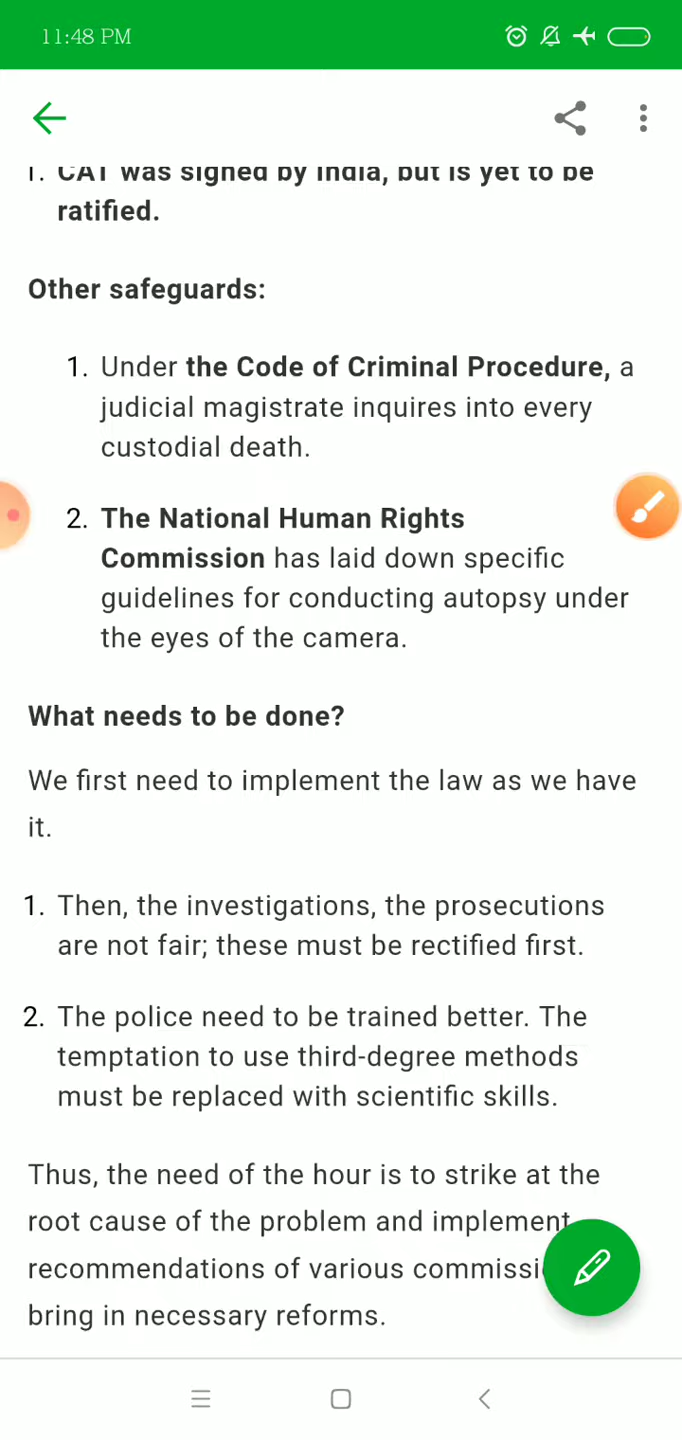 11:48 PM
1. CAT was signed by India, but is yet to be
ratified.
Other safeguards:
1. Under the Code of Criminal Procedure, a
judicial magistrate inquires into every
custodial death.
2. The National Human Rights
Commission has laid down specific
guidelines for conducting autopsy under
the eyes of the camera.
What needs to be done?
We first need to implement the law as we have
it.
1. Then, the investigations, the prosecutions
are not fair; these must be rectified first.
2. The police need to be trained better. The
temptation to use third-degree methods
must be replaced with scientific skills.
Thus, the need of the hour is to strike at the
root cause of the problem and implement
recommendations of various commissi
bring in necessary reforms.